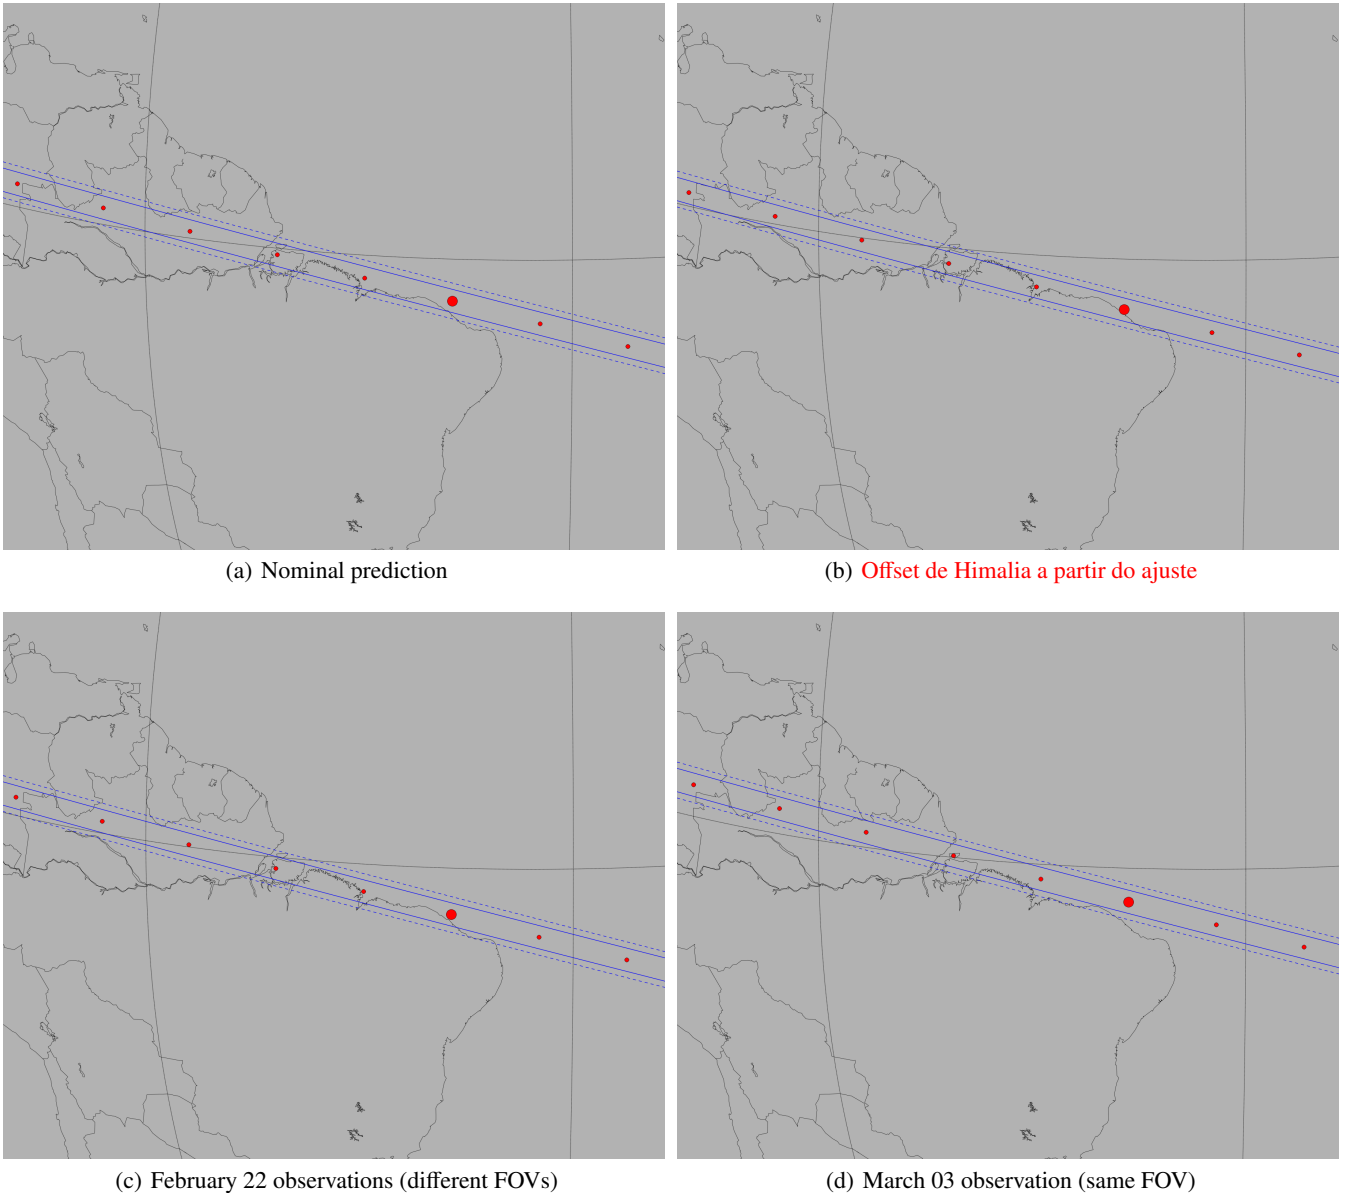 (a) Nominal prediction
(b) Offset de Himalia a partir do ajuste
(c) February 22 observations (different FOVs)
(d) March 03 observation (same FOV)